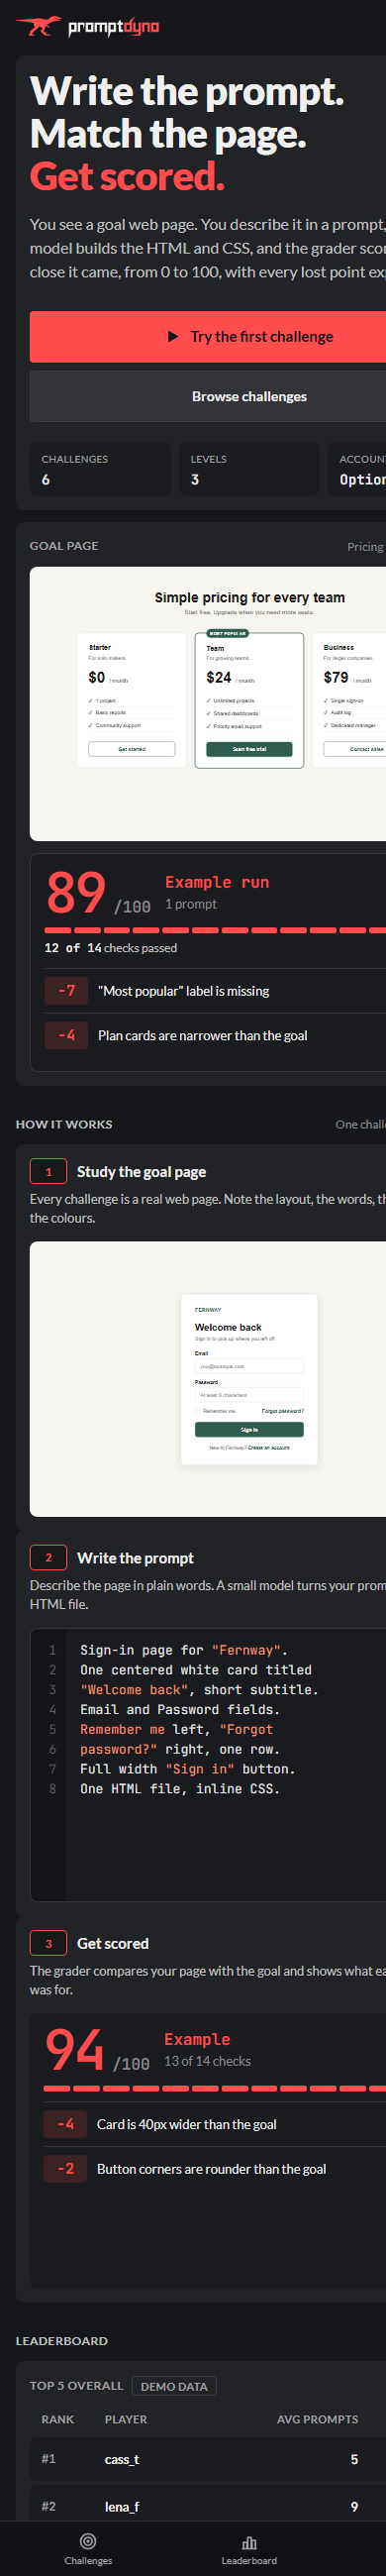 promptdyno
Write the prompt.
Match the page.
Get scored.
You see a goal web page. You describe it in a prompt,
model builds the HTML and CSS, and the grader scor
close it came, from 0 to 100, with every lost point ex
Try the first challenge
Browse challenges
CHALLENGES
6
LEVELS
3
ACCOUN
Option
GOAL PAGE
Pricing
Simple pricing for every team
Start free. Upgrade when you need more seats.
Starter
For solo makers.
$0 / month
✓ 1 project
✓ Basic reports
✓ Community support
Get started
MOST POPULAR
Team
For growing teams.
$24 / month
✓ Unlimited projects
✓ Shared dashboards
✓ Priority email support
Start free trial
Business
For larger companies.
$79 / month
✓ Single sign-on
✓ Audit log
✓ Dedicated manager
Contact sales
89 /100
Example run
1 prompt
12 of 14 checks passed
-7 "Most popular" label is missing
-4 Plan cards are narrower than the goal
HOW IT WORKS
One challe
1 Study the goal page
Every challenge is a real web page. Note the layout, the words, th
the colours.
FERNWAY
Welcome back
Sign in to pick up where you left off.
Email
you@example.com
Password
At least 8 characters
Remember me
Forgot password?
Sign in
New to Fernway? Create an account
2 Write the prompt
Describe the page in plain words. A small model turns your prom
HTML file.
1 Sign-in page for "Fernway".
2 One centered white card titled
3 "Welcome back", short subtitle.
4 Email and Password fields.
5 Remember me left, "Forgot
6 password?" right, one row.
7 Full width "Sign in" button.
8 One HTML file, inline CSS.
3 Get scored
The grader compares your page with the goal and shows what ea
was for.
94 /100
Example
13 of 14 checks
-4 Card is 40px wider than the goal
-2 Button corners are rounder than the goal
LEADERBOARD
TOP 5 OVERALL DEMO DATA
RANK PLAYER AVG PROMPTS
#1 cass_t 5
#2 lena_f 9
Challenges
Leaderboard